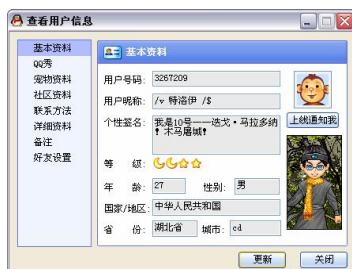 查看用户信息
基本资料
QQ秀
宠物资料
社区资料
联系方法
详细资料
备注
好友设置
基本资料
用户号码: 3267209
用户昵称: /v 特洛伊 /$
个性签名: 我是10号——迭戈·马拉多纳
! 木马屠城!
上线通知我
等 级:
年 龄: 27 性别: 男
国家/地区: 中华人民共和国
省 份: 湖北省 城市: cd
更新 关闭